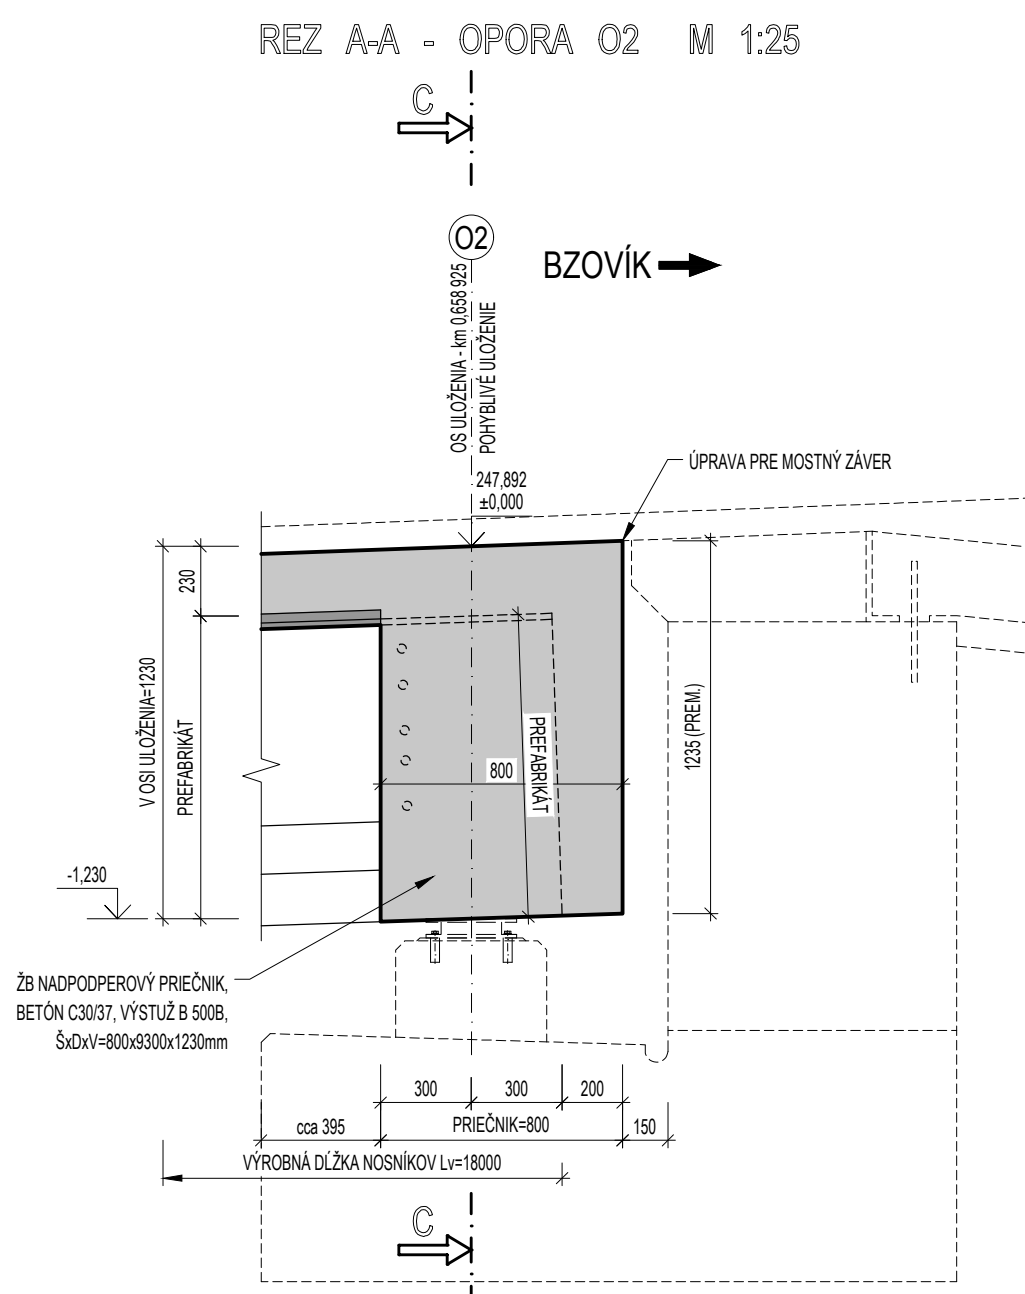 REZ A-A - OPORA O2 M 1:25
C
O2
BZOVÍK
OS ULOŽENIA - km 0,658 925
POHYBLIVÉ ULOŽENIE
247,892
±0,000
ÚPRAVA PRE MOSTNÝ ZÁVER
230
V OSI ULOŽENIA=1230
PREFABRIKÁT
PREFABRIKÁT
800
1235 (PREM.)
-1,230
ŽB NADPODPEROVÝ PRIEČNIK,
BETÓN C30/37, VÝSTUŽ B 500B,
ŠxDxV=800x9300x1230mm
300
300
200
cca 395
PRIEČNIK=800
150
VÝROBNÁ DĹŽKA NOSNÍKOV Lv=18000
C